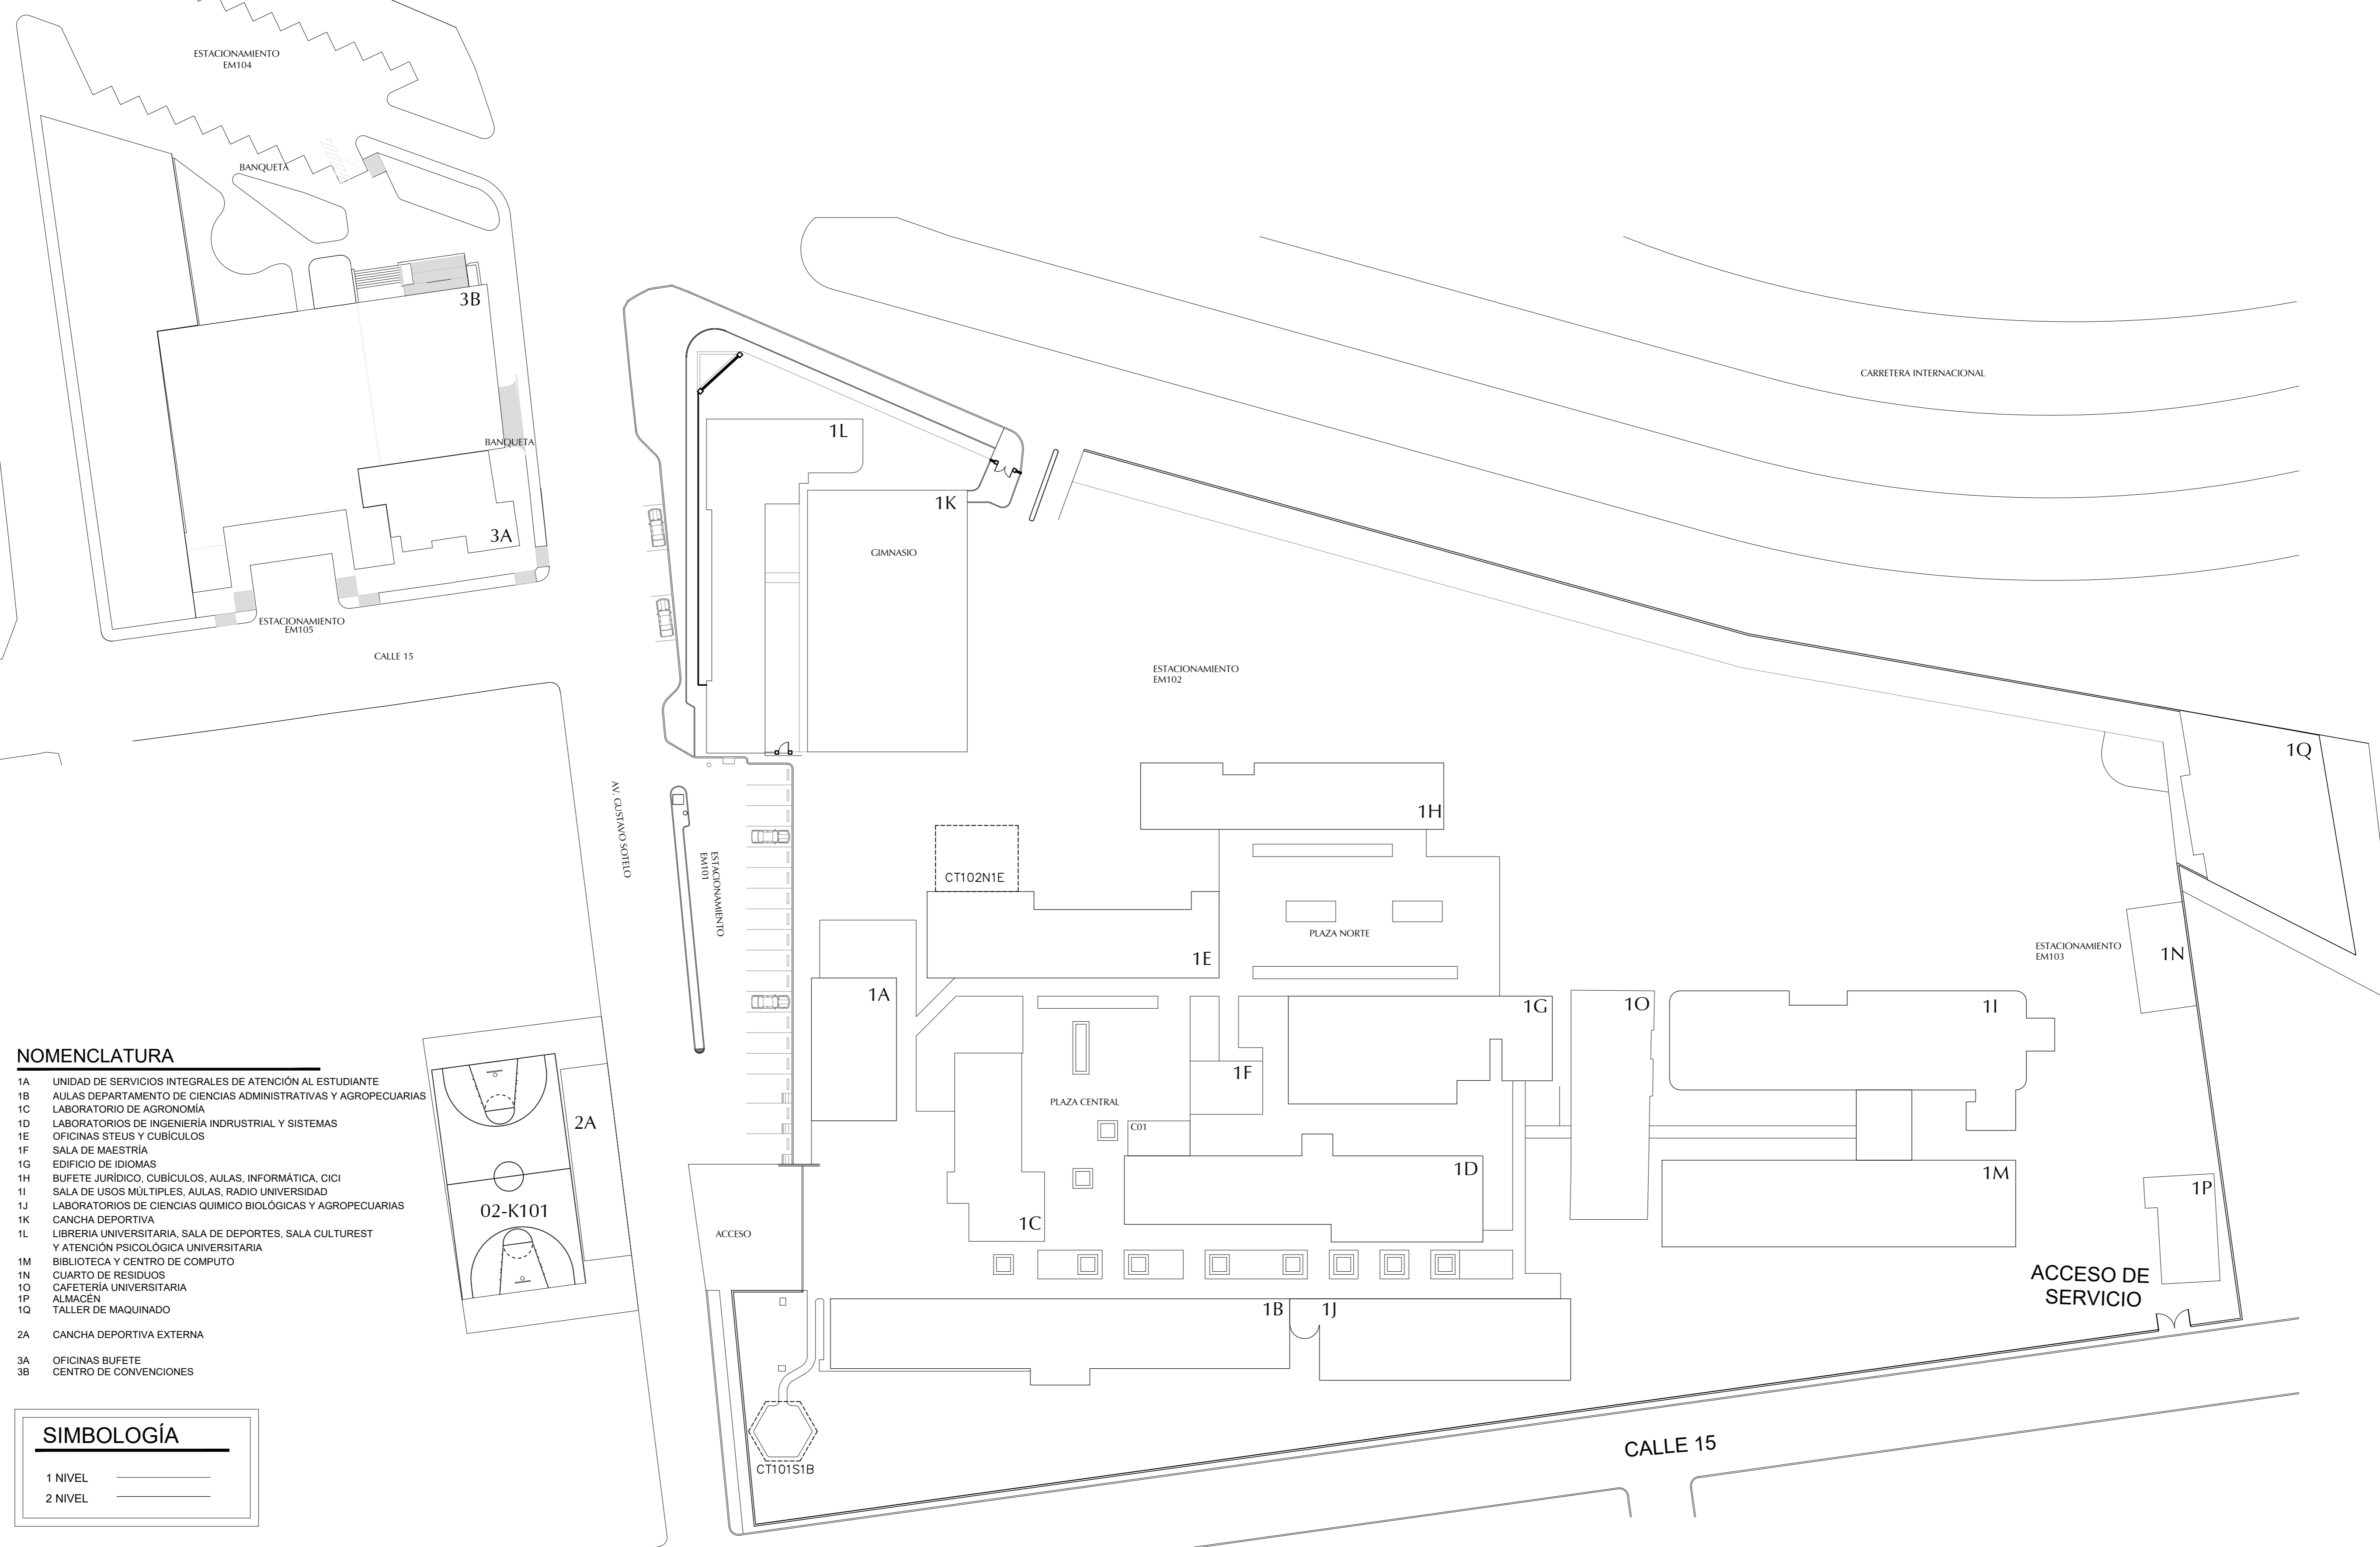 ESTACIONAMIENTO
EM104
BANQUETA
3B
CARRETERA INTERNACIONAL
1L
BANQUETA
1K
3A
GIMNASIO
ESTACIONAMIENTO
EM105
CALLE 15
ESTACIONAMIENTO
EM102
1Q
AV. GUSTAVO SOTELO
1H
ESTACIONAMIENTO
EM101
CT102N1E
PLAZA NORTE
1E
ESTACIONAMIENTO
EM103
1N
1A
1G
1O
1I
1F
PLAZA CENTRAL
C01
2A
1D
1M
1P
02-K101
1C
ACCESO
ACCESO DE
SERVICIO
1B
1J
CT101S1B
CALLE 15
NOMENCLATURA
1A UNIDAD DE SERVICIOS INTEGRALES DE ATENCIÓN AL ESTUDIANTE
1B AULAS DEPARTAMENTO DE CIENCIAS ADMINISTRATIVAS Y AGROPECUARIAS
1C LABORATORIO DE AGRONOMÍA
1D LABORATORIOS DE INGENIERÍA INDRUSTRIAL Y SISTEMAS
1E OFICINAS STEUS Y CUBÍCULOS
1F SALA DE MAESTRÍA
1G EDIFICIO DE IDIOMAS
1H BUFETE JURÍDICO, CUBÍCULOS, AULAS, INFORMÁTICA, CICI
1I SALA DE USOS MÚLTIPLES, AULAS, RADIO UNIVERSIDAD
1J LABORATORIOS DE CIENCIAS QUIMICO BIOLÓGICAS Y AGROPECUARIAS
1K CANCHA DEPORTIVA
1L LIBRERIA UNIVERSITARIA, SALA DE DEPORTES, SALA CULTUREST
Y ATENCIÓN PSICOLÓGICA UNIVERSITARIA
1M BIBLIOTECA Y CENTRO DE COMPUTO
1N CUARTO DE RESIDUOS
1O CAFETERÍA UNIVERSITARIA
1P ALMACÉN
1Q TALLER DE MAQUINADO
2A CANCHA DEPORTIVA EXTERNA
3A OFICINAS BUFETE
3B CENTRO DE CONVENCIONES
SIMBOLOGÍA
1 NIVEL
2 NIVEL